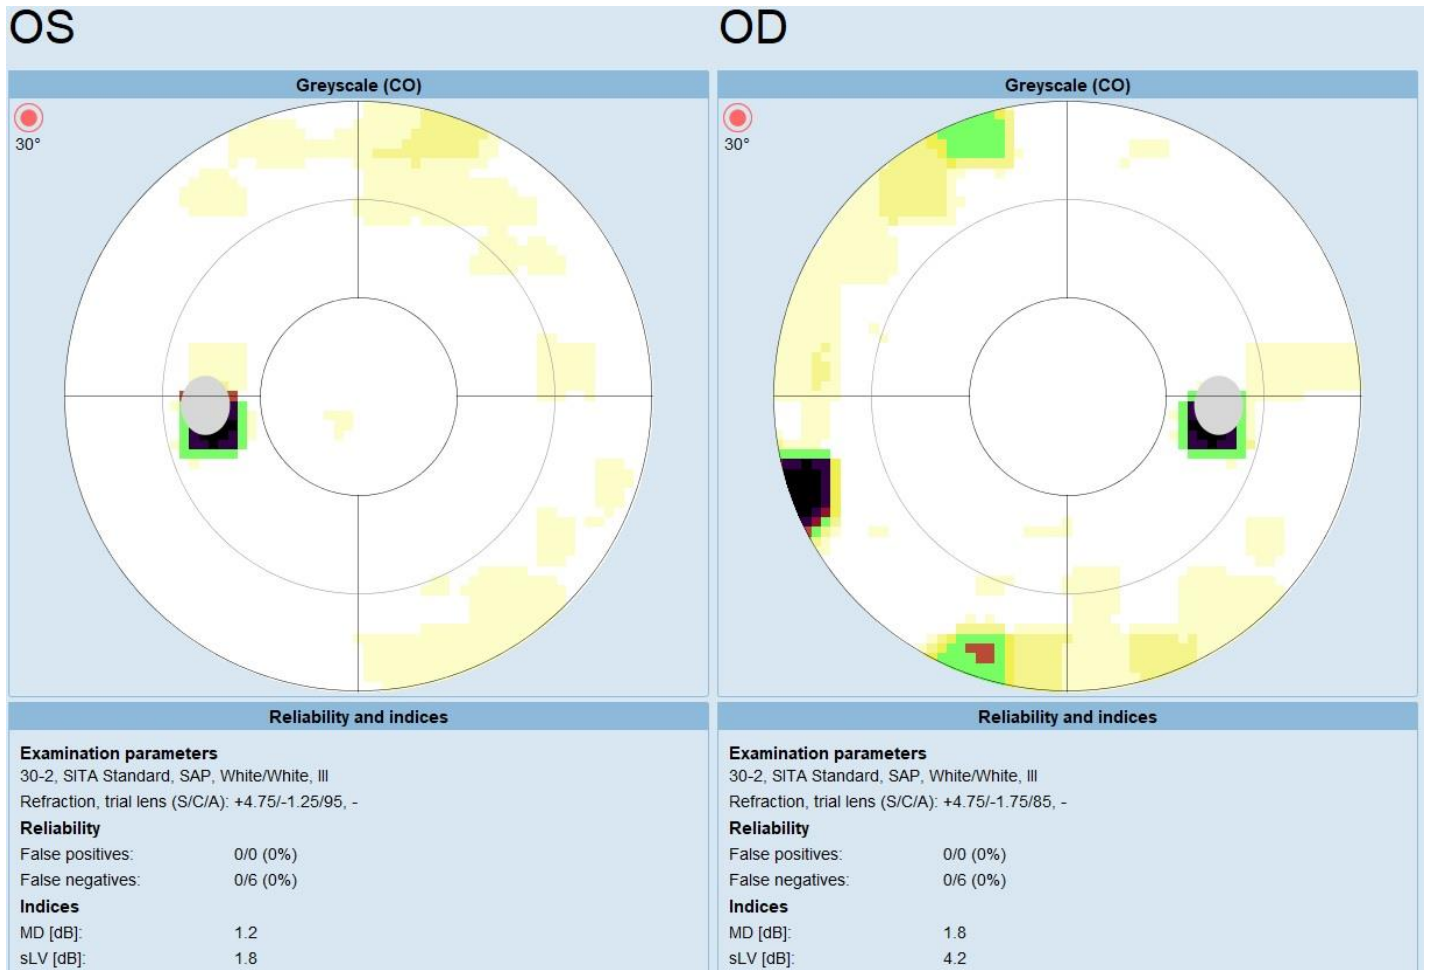 OS
Greyscale (CO)
30°
Reliability and indices
Examination parameters
30-2, SITA Standard, SAP, White/White, III
Refraction, trial lens (S/C/A): +4.75/-1.25/95, -
Reliability
False positives: 0/0 (0%)
False negatives: 0/6 (0%)
Indices
MD [dB]: 1.2
sLV [dB]: 1.8
OD
Greyscale (CO)
30°
Reliability and indices
Examination parameters
30-2, SITA Standard, SAP, White/White, III
Refraction, trial lens (S/C/A): +4.75/-1.75/85, -
Reliability
False positives: 0/0 (0%)
False negatives: 0/6 (0%)
Indices
MD [dB]: 1.8
sLV [dB]: 4.2